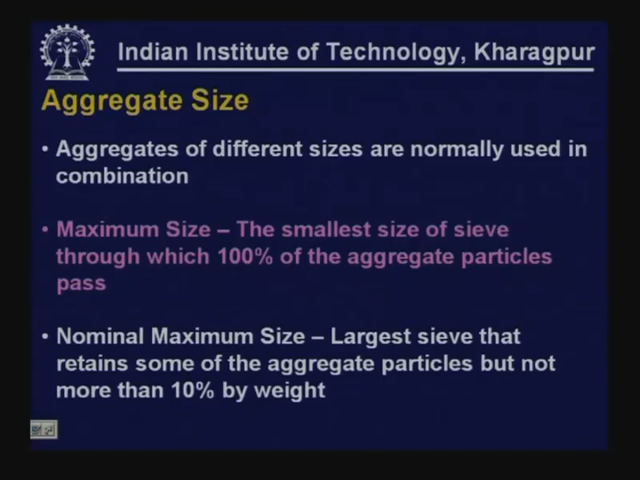 Indian Institute of Technology, Kharagpur
Aggregate Size
• Aggregates of different sizes are normally used in
combination
• Maximum Size – The smallest size of sieve
through which 100% of the aggregate particles
pass
• Nominal Maximum Size – Largest sieve that
retains some of the aggregate particles but not
more than 10% by weight